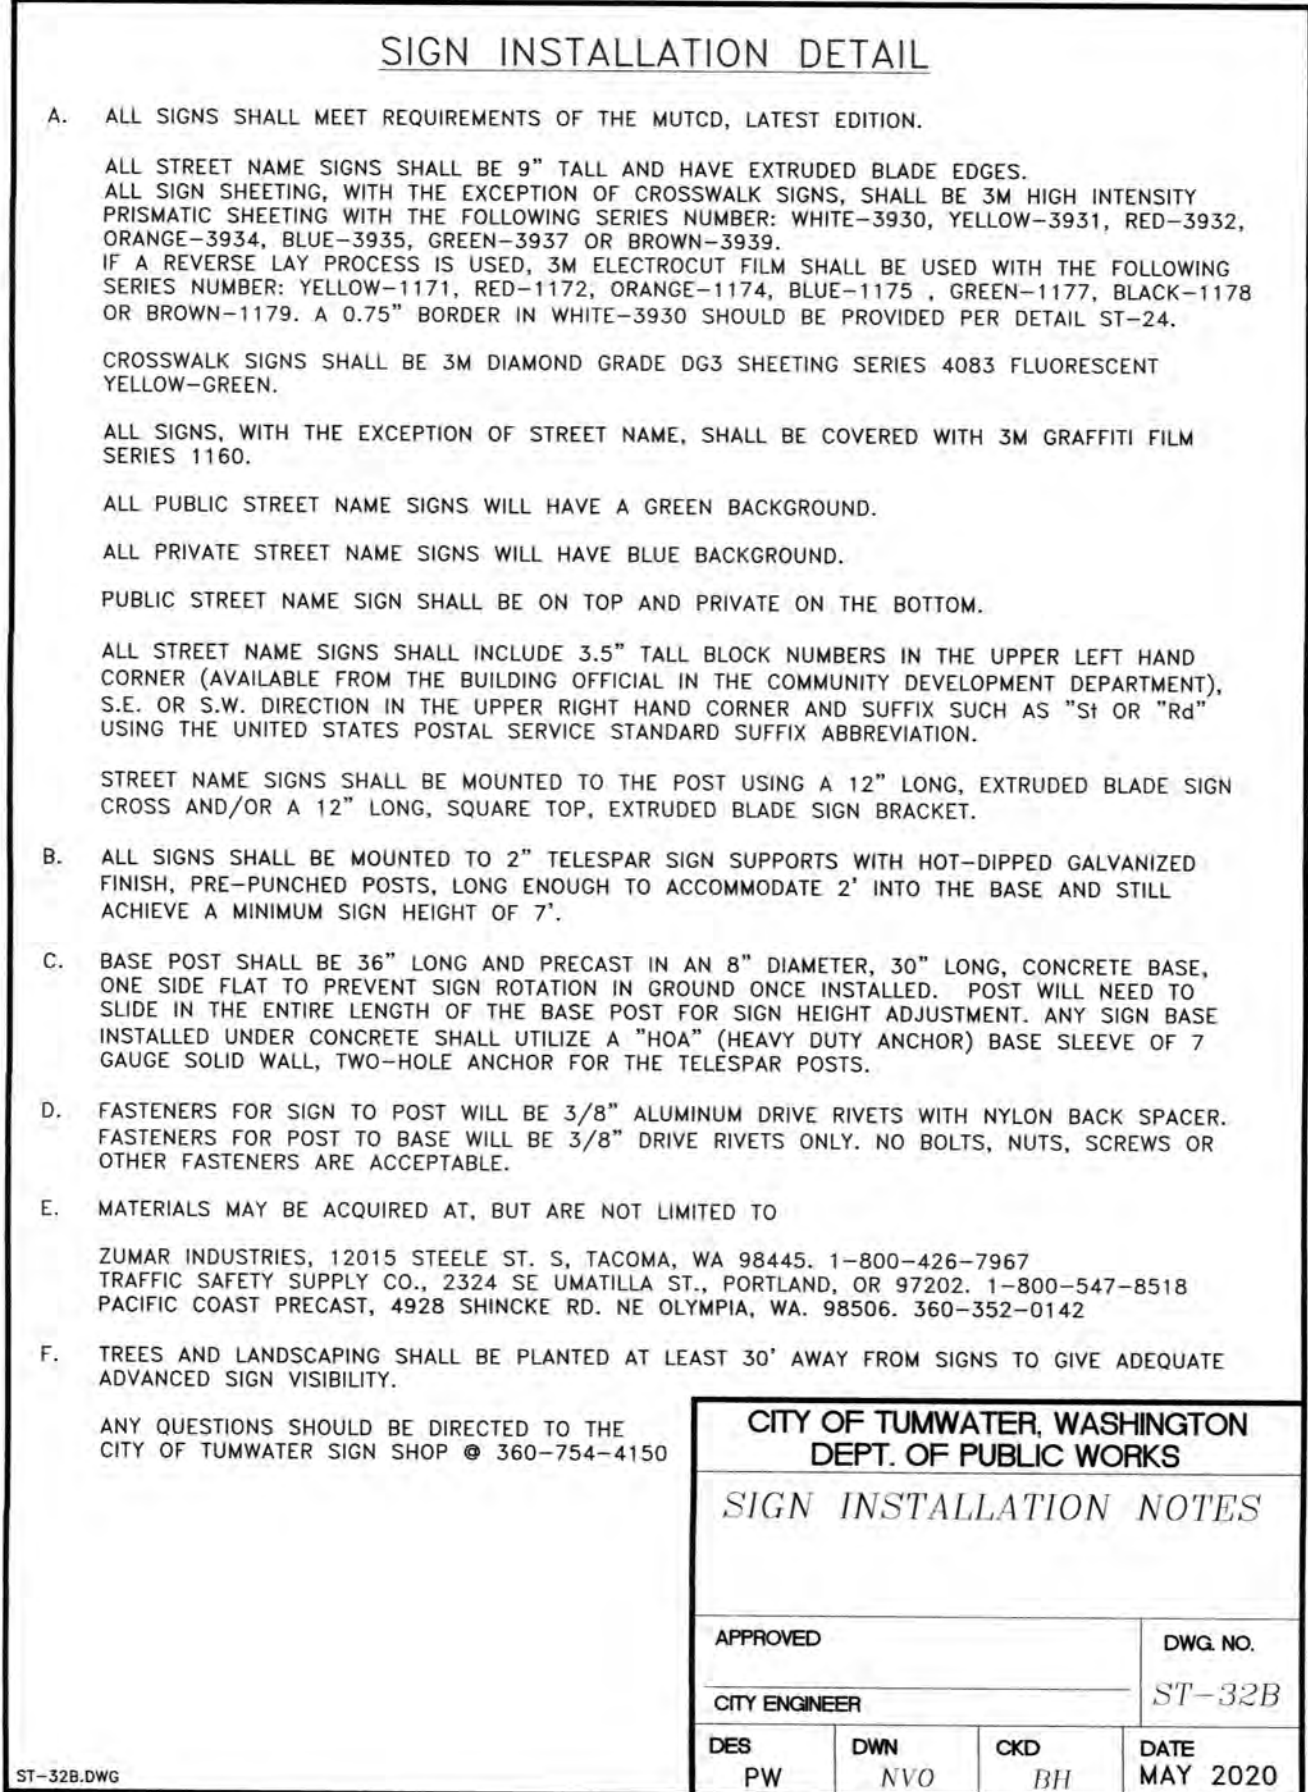 SIGN INSTALLATION DETAIL
A. ALL SIGNS SHALL MEET REQUIREMENTS OF THE MUTCD, LATEST EDITION.
ALL STREET NAME SIGNS SHALL BE 9" TALL AND HAVE EXTRUDED BLADE EDGES.
ALL SIGN SHEETING, WITH THE EXCEPTION OF CROSSWALK SIGNS, SHALL BE 3M HIGH INTENSITY
PRISMATIC SHEETING WITH THE FOLLOWING SERIES NUMBER: WHITE-3930, YELLOW-3931, RED-3932,
ORANGE-3934, BLUE-3935, GREEN-3937 OR BROWN-3939.
IF A REVERSE LAY PROCESS IS USED, 3M ELECTROCUT FILM SHALL BE USED WITH THE FOLLOWING
SERIES NUMBER: YELLOW-1171, RED-1172, ORANGE-1174, BLUE-1175 , GREEN-1177, BLACK-1178
OR BROWN-1179. A 0.75" BORDER IN WHITE-3930 SHOULD BE PROVIDED PER DETAIL ST-24.
CROSSWALK SIGNS SHALL BE 3M DIAMOND GRADE DG3 SHEETING SERIES 4083 FLUORESCENT
YELLOW-GREEN.
ALL SIGNS, WITH THE EXCEPTION OF STREET NAME, SHALL BE COVERED WITH 3M GRAFFITI FILM
SERIES 1160.
ALL PUBLIC STREET NAME SIGNS WILL HAVE A GREEN BACKGROUND.
ALL PRIVATE STREET NAME SIGNS WILL HAVE BLUE BACKGROUND.
PUBLIC STREET NAME SIGN SHALL BE ON TOP AND PRIVATE ON THE BOTTOM.
ALL STREET NAME SIGNS SHALL INCLUDE 3.5" TALL BLOCK NUMBERS IN THE UPPER LEFT HAND
CORNER (AVAILABLE FROM THE BUILDING OFFICIAL IN THE COMMUNITY DEVELOPMENT DEPARTMENT),
S.E. OR S.W. DIRECTION IN THE UPPER RIGHT HAND CORNER AND SUFFIX SUCH AS "St OR "Rd"
USING THE UNITED STATES POSTAL SERVICE STANDARD SUFFIX ABBREVIATION.
STREET NAME SIGNS SHALL BE MOUNTED TO THE POST USING A 12" LONG, EXTRUDED BLADE SIGN
CROSS AND/OR A 12" LONG, SQUARE TOP, EXTRUDED BLADE SIGN BRACKET.
B. ALL SIGNS SHALL BE MOUNTED TO 2" TELESPAR SIGN SUPPORTS WITH HOT-DIPPED GALVANIZED
FINISH, PRE-PUNCHED POSTS, LONG ENOUGH TO ACCOMMODATE 2' INTO THE BASE AND STILL
ACHIEVE A MINIMUM SIGN HEIGHT OF 7'.
C. BASE POST SHALL BE 36" LONG AND PRECAST IN AN 8" DIAMETER, 30" LONG, CONCRETE BASE,
ONE SIDE FLAT TO PREVENT SIGN ROTATION IN GROUND ONCE INSTALLED. POST WILL NEED TO
SLIDE IN THE ENTIRE LENGTH OF THE BASE POST FOR SIGN HEIGHT ADJUSTMENT. ANY SIGN BASE
INSTALLED UNDER CONCRETE SHALL UTILIZE A "HOA" (HEAVY DUTY ANCHOR) BASE SLEEVE OF 7
GAUGE SOLID WALL, TWO-HOLE ANCHOR FOR THE TELESPAR POSTS.
D. FASTENERS FOR SIGN TO POST WILL BE 3/8" ALUMINUM DRIVE RIVETS WITH NYLON BACK SPACER.
FASTENERS FOR POST TO BASE WILL BE 3/8" DRIVE RIVETS ONLY. NO BOLTS, NUTS, SCREWS OR
OTHER FASTENERS ARE ACCEPTABLE.
E. MATERIALS MAY BE ACQUIRED AT, BUT ARE NOT LIMITED TO
ZUMAR INDUSTRIES, 12015 STEELE ST. S, TACOMA, WA 98445. 1-800-426-7967
TRAFFIC SAFETY SUPPLY CO., 2324 SE UMATILLA ST., PORTLAND, OR 97202. 1-800-547-8518
PACIFIC COAST PRECAST, 4928 SHINCKE RD. NE OLYMPIA, WA. 98506. 360-352-0142
F. TREES AND LANDSCAPING SHALL BE PLANTED AT LEAST 30' AWAY FROM SIGNS TO GIVE ADEQUATE
ADVANCED SIGN VISIBILITY.
ANY QUESTIONS SHOULD BE DIRECTED TO THE
CITY OF TUMWATER SIGN SHOP @ 360-754-4150
CITY OF TUMWATER, WASHINGTON
DEPT. OF PUBLIC WORKS
SIGN INSTALLATION NOTES
APPROVED
CITY ENGINEER
DWG. NO.
ST-32B
DES
PW
DWN
NVO
CKD
BH
DATE
MAY 2020
ST-32B.DWG